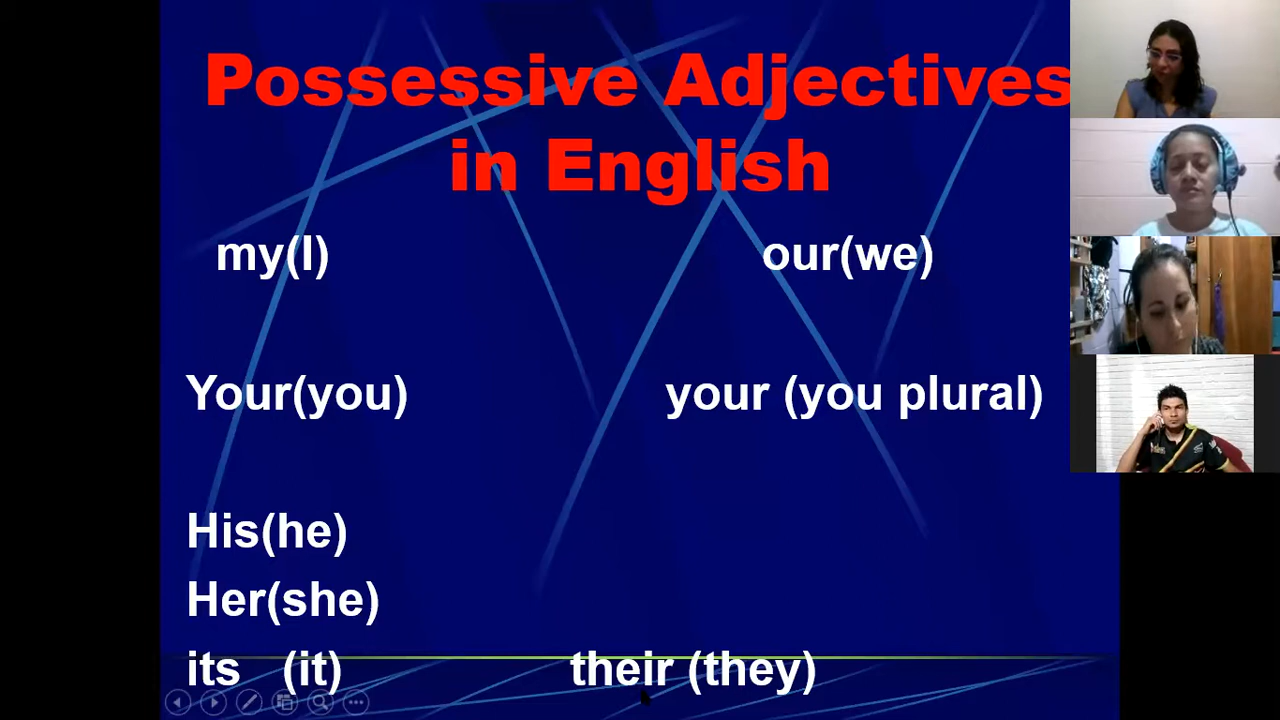 Possessive Adjectives
in English
my(I) our(we)
Your(you) your (you plural)
His(he)
Her(she)
its (it) their (they)